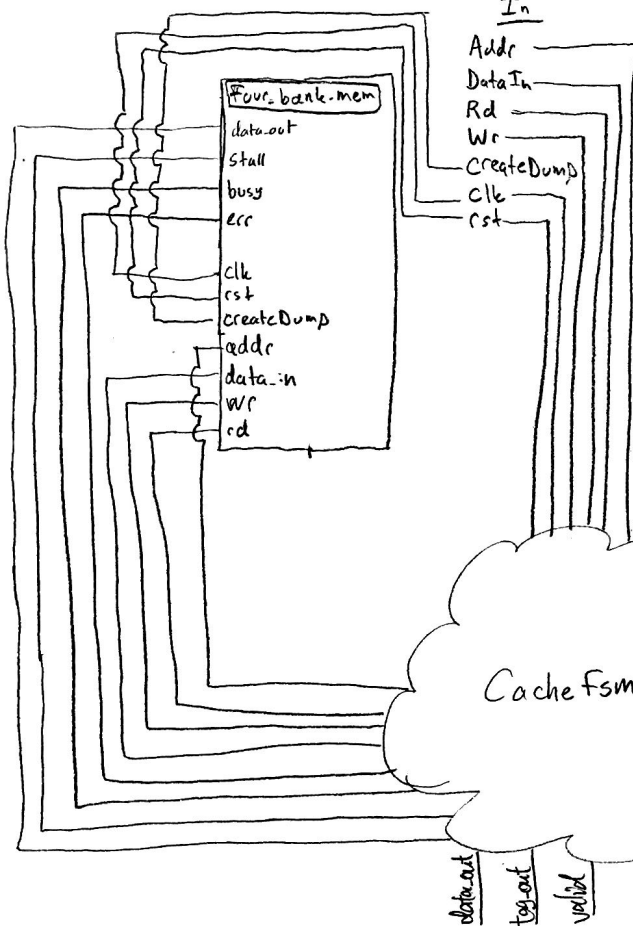 In
Addr
DataIn
Rd
Wr
CreateDump
Clk
rst
Four_bank_mem
data_out
stall
busy
err
clk
rst
createDump
addr
data_in
wr
rd
Cache Fsm
data_out
tag_out
valid